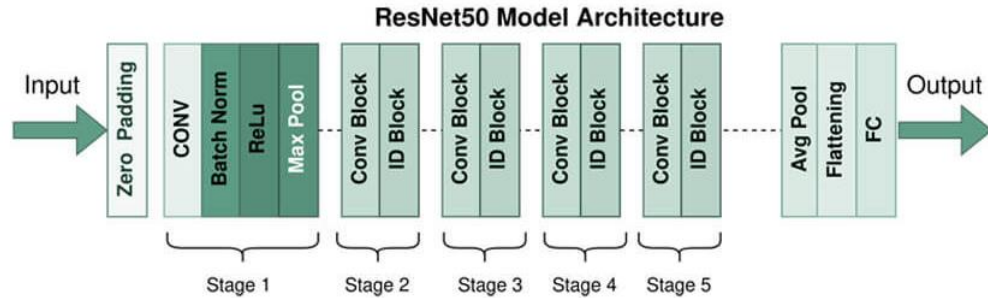 ResNet50 Model Architecture
Input
Zero Padding
CONV
Batch Norm
ReLu
Max Pool
Conv Block
ID Block
Conv Block
ID Block
Conv Block
ID Block
Conv Block
ID Block
Avg Pool
Flattening
FC
Output
Stage 1
Stage 2
Stage 3
Stage 4
Stage 5